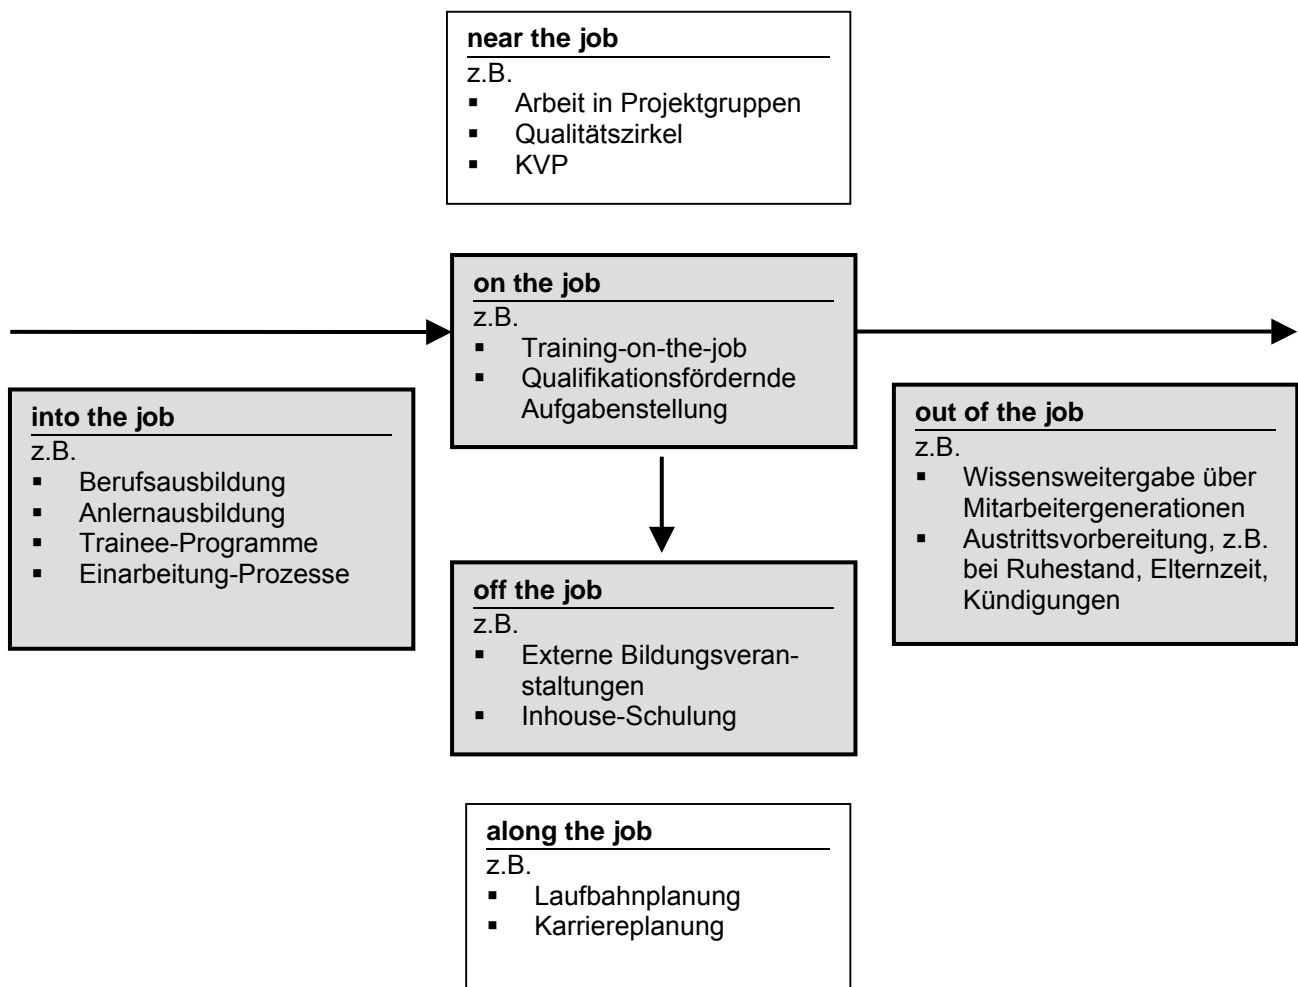 near the job
z.B.
▪ Arbeit in Projektgruppen
▪ Qualitätszirkel
▪ KVP
on the job
z.B.
▪ Training-on-the-job
▪ Qualifikationsfördernde
Aufgabenstellung
into the job
z.B.
▪ Berufsausbildung
▪ Anlernausbildung
▪ Trainee-Programme
▪ Einarbeitung-Prozesse
out of the job
z.B.
▪ Wissensweitergabe über
Mitarbeitergenerationen
▪ Austrittsvorbereitung, z.B.
bei Ruhestand, Elternzeit,
Kündigungen
off the job
z.B.
▪ Externe Bildungsveran-
staltungen
▪ Inhouse-Schulung
along the job
z.B.
▪ Laufbahnplanung
▪ Karriereplanung